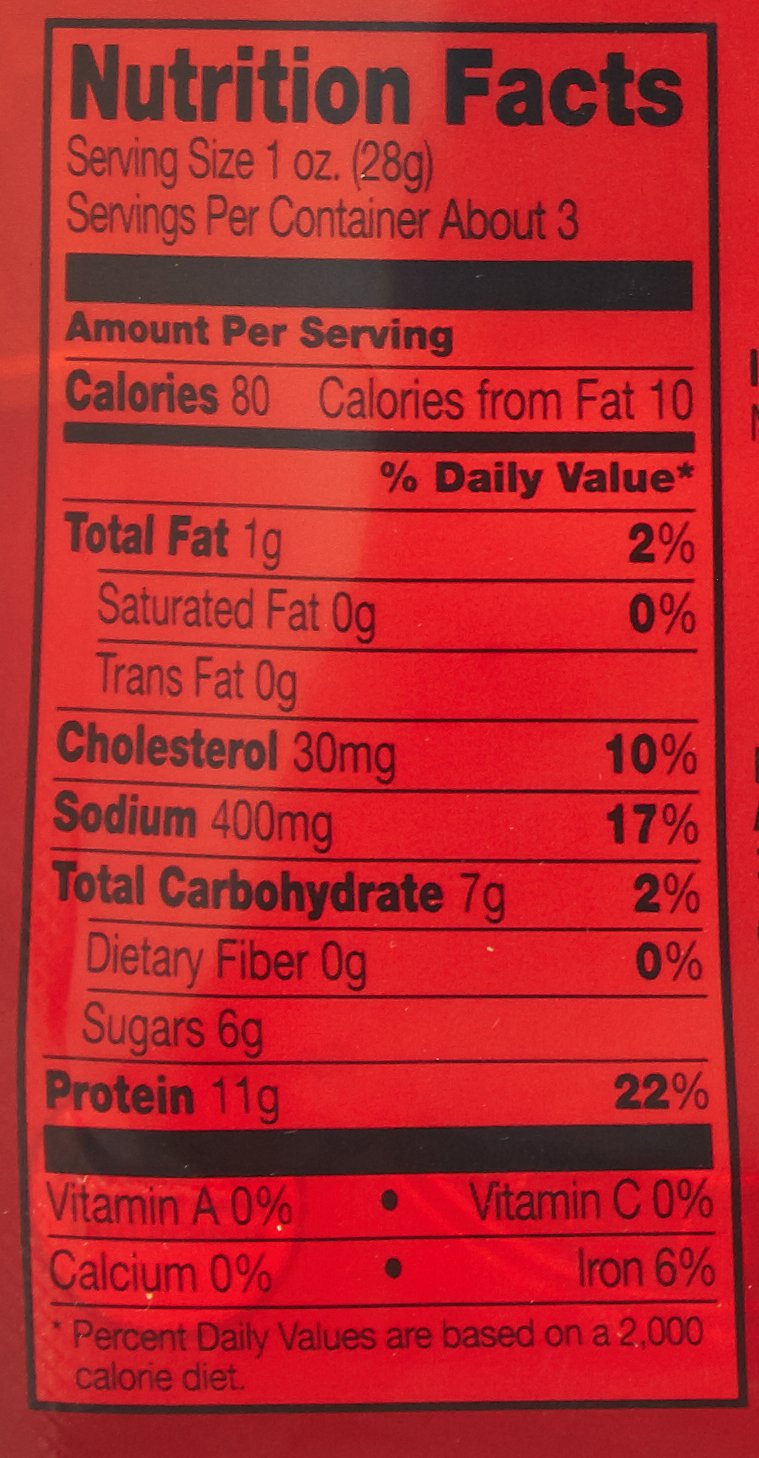 Nutrition Facts
Serving Size 1 oz. (28g)
Servings Per Container About 3
Amount Per Serving
Calories 80 Calories from Fat 10
% Daily Value*
Total Fat 1g 2%
Saturated Fat 0g 0%
Trans Fat 0g
Cholesterol 30mg 10%
Sodium 400mg 17%
Total Carbohydrate 7g 2%
Dietary Fiber 0g 0%
Sugars 6g
Protein 11g 22%
Vitamin A 0% • Vitamin C 0%
Calcium 0% • Iron 6%
* Percent Daily Values are based on a 2,000
calorie diet.